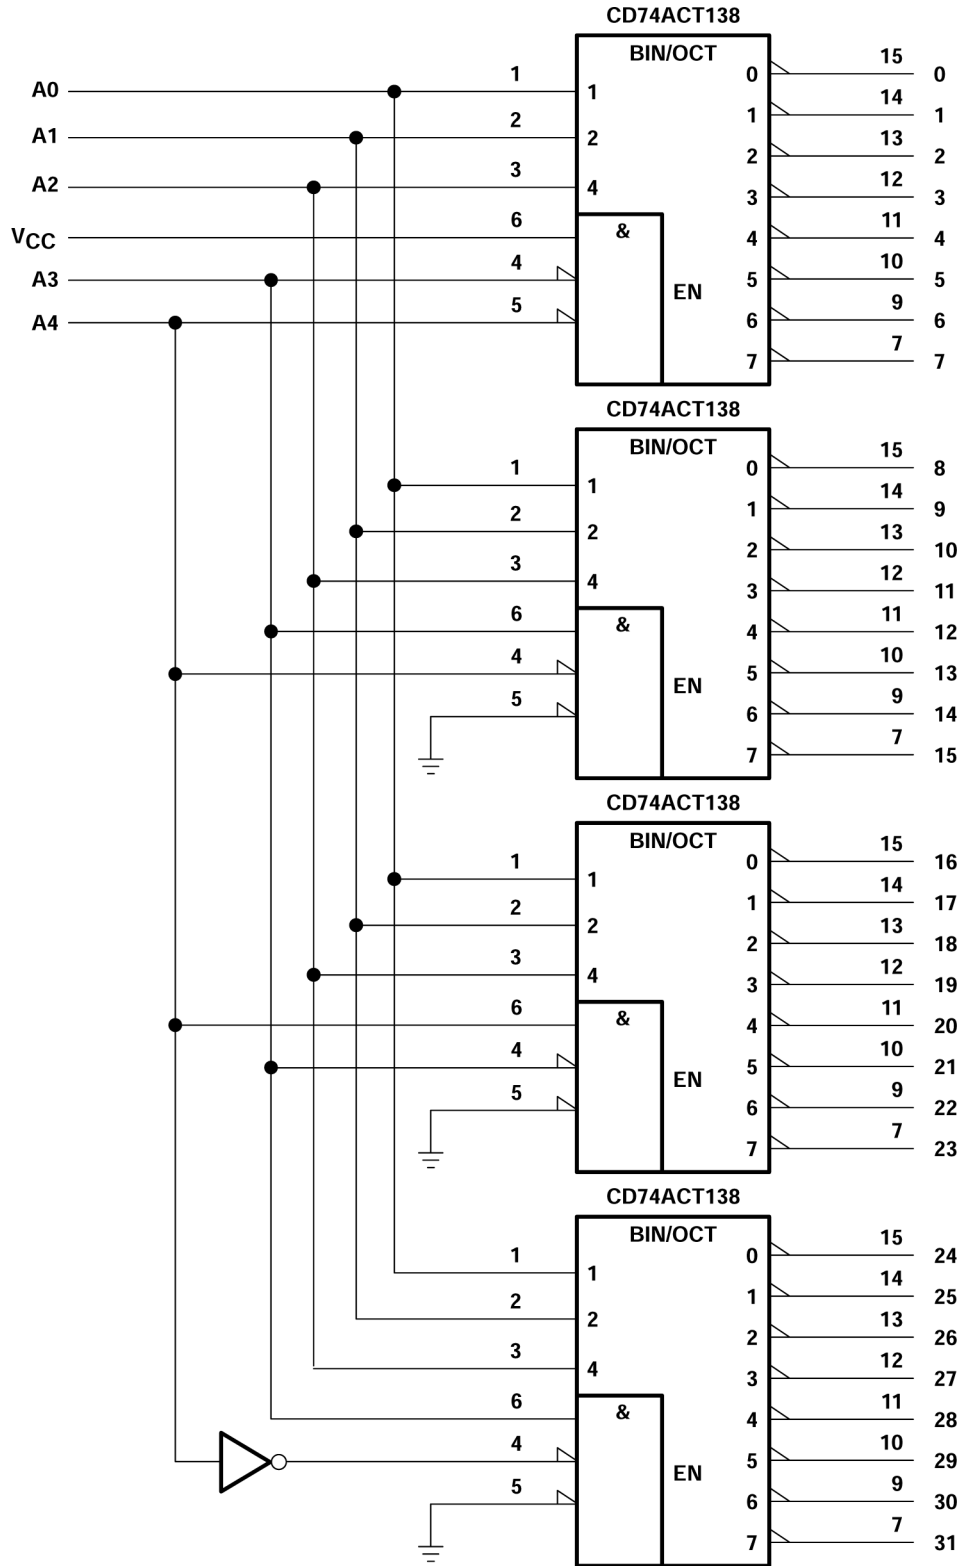 CD74ACT138
BIN/OCT
A0 1 1 0 15 0
A1 2 2 1 14 1
A2 3 4 2 13 2
3 12 3
VCC 6 & 4 11 4
A3 4 EN 5 10 5
A4 5 6 9 6
7 7 7
CD74ACT138
BIN/OCT
1 1 0 15 8
2 2 1 14 9
3 4 2 13 10
3 12 11
6 & 4 11 12
4 EN 5 10 13
5 6 9 14
7 7 15
CD74ACT138
BIN/OCT
1 1 0 15 16
2 2 1 14 17
3 4 2 13 18
3 12 19
6 & 4 11 20
4 EN 5 10 21
5 6 9 22
7 7 23
CD74ACT138
BIN/OCT
1 1 0 15 24
2 2 1 14 25
3 4 2 13 26
3 12 27
6 & 4 11 28
4 EN 5 10 29
5 6 9 30
7 7 31